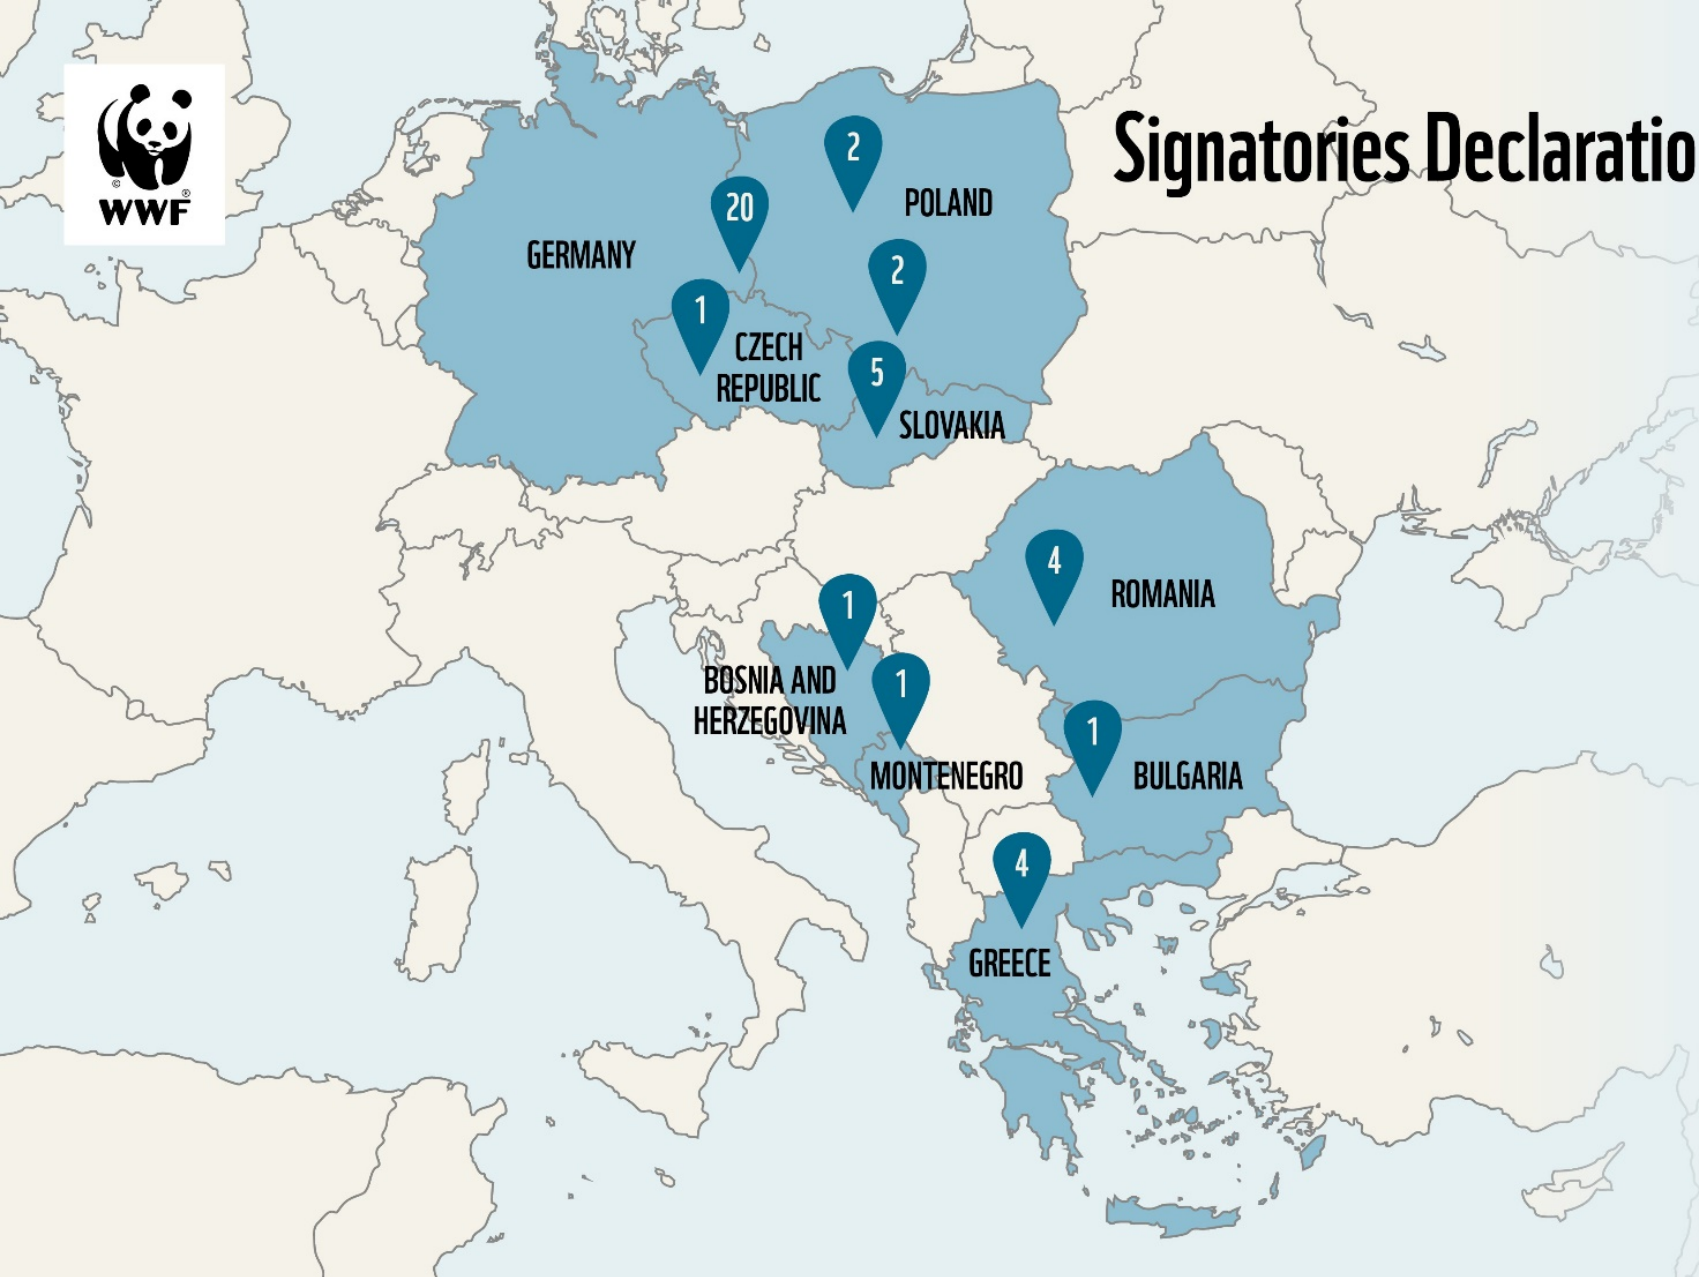 Signatories Declaratio
©
®
WWF
2
POLAND
20
GERMANY
2
1
CZECH
REPUBLIC
5
SLOVAKIA
4
ROMANIA
1
BOSNIA AND
HERZEGOVINA
1
MONTENEGRO
1
BULGARIA
4
GREECE